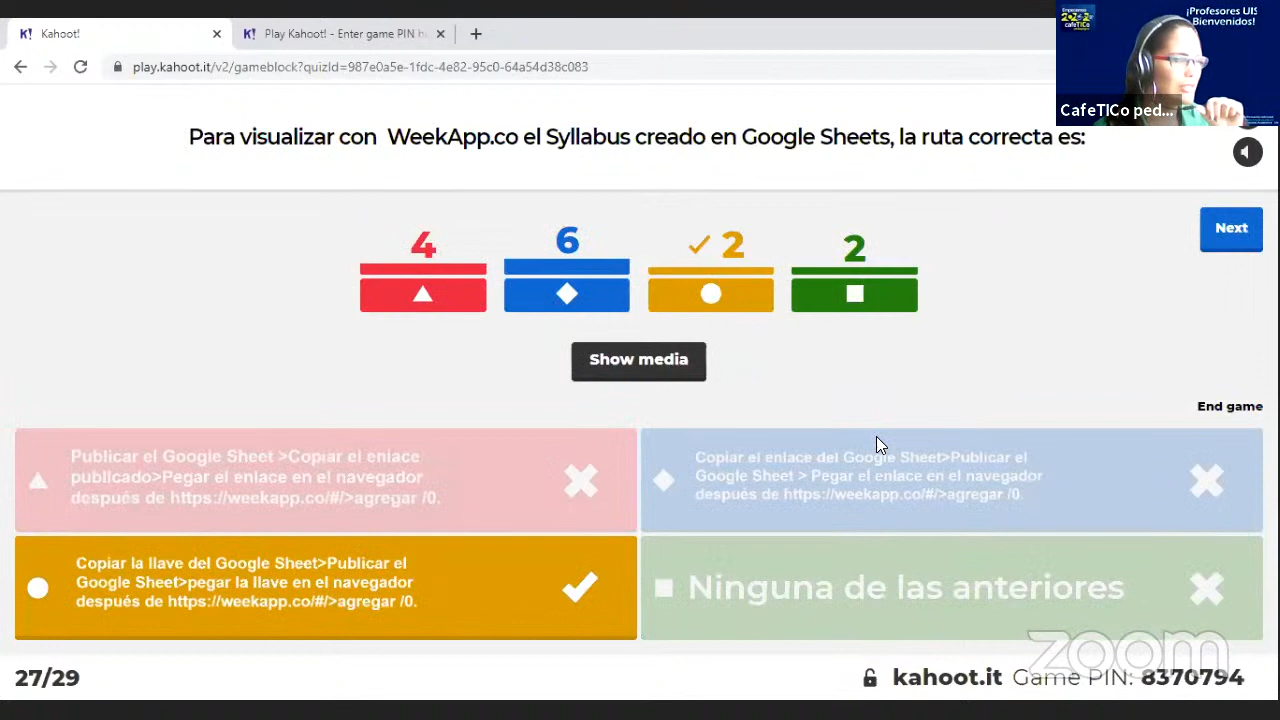 Kahoot!
Play Kahoot! - Enter game PIN h
play.kahoot.it/v2/gameblock?quizId=987e0a5e-1fdc-4e82-95c0-64a54d38c083
¡Profesores UIS
Bienvenidos!
cafeTICo
CafeTICo ped...
Para visualizar con WeekApp.co el Syllabus creado en Google Sheets, la ruta correcta es:
Next
4
6
2
2
Show media
End game
Publicar el Google Sheet >Copiar el enlace
publicado>Pegar el enlace en el navegador
después de https://weekapp.co/#/>agregar /0.
Copiar el enlace del Google Sheet>Publicar el
Google Sheet > Pegar el enlace en el navegador
después de https://weekapp.co/#/>agregar /0.
Copiar la llave del Google Sheet>Publicar el
Google Sheet>pegar la llave en el navegador
después de https://weekapp.co/#/>agregar /0.
Ninguna de las anteriores
zoom
27/29
kahoot.it Game PIN: 8370794